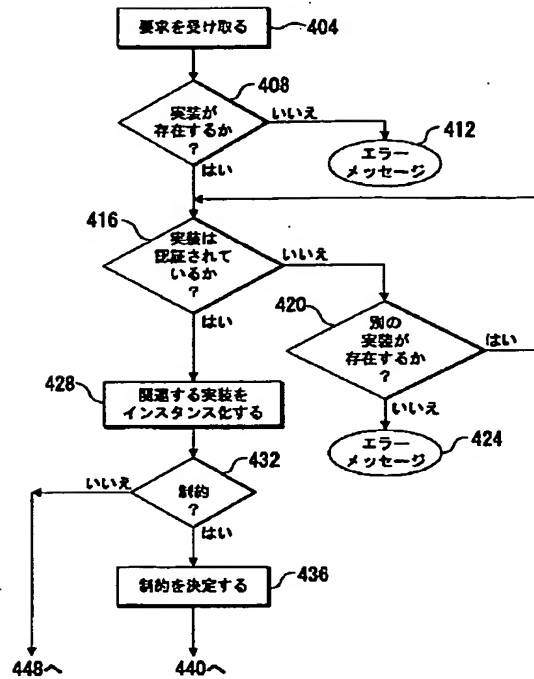 要求を受け取る
404
408
実装が
存在するか
?
いいえ
412
エラー
メッセージ
はい
416
実装は
認証されて
いるか
?
いいえ
はい
420
別の
実装が
存在するか
?
はい
いいえ
424
エラー
メッセージ
428
関連する実装を
インスタンス化する
432
制約
?
いいえ
はい
制約を決定する
436
448へ
440へ